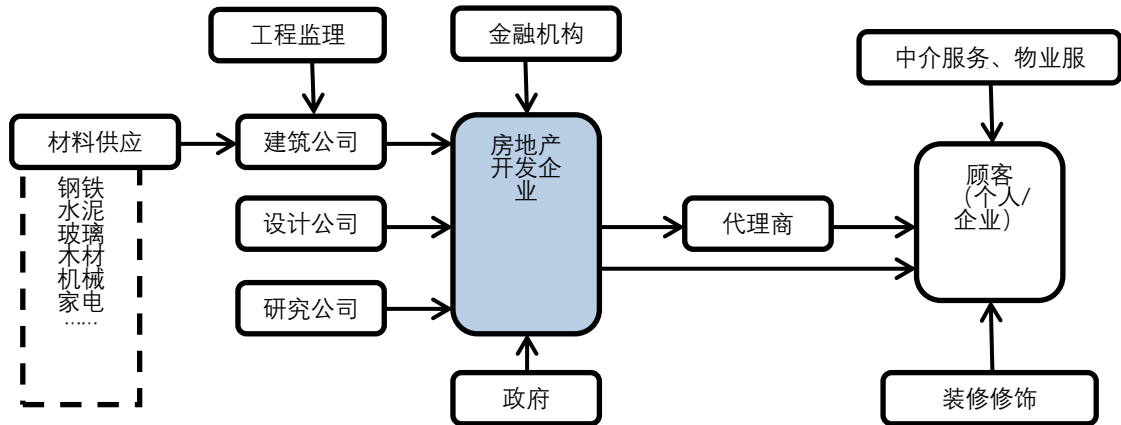 工程监理
金融机构
中介服务、物业服
材料供应
建筑公司
房地产
开发企
业
顾客
（个人/
企业）
钢铁
水泥
玻璃
木材
机械
家电
……
设计公司
代理商
研究公司
政府
装修修饰